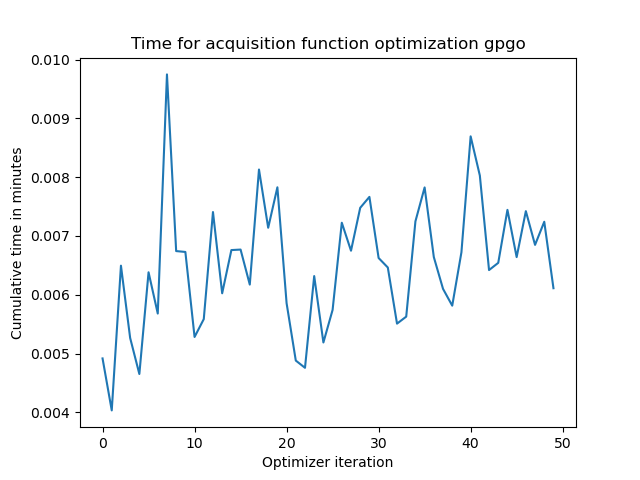 Time for acquisition function optimization gpgo
0.010
0.009
0.008
0.007
0.006
0.005
0.004
Cumulative time in minutes
0 10 20 30 40 50
Optimizer iteration